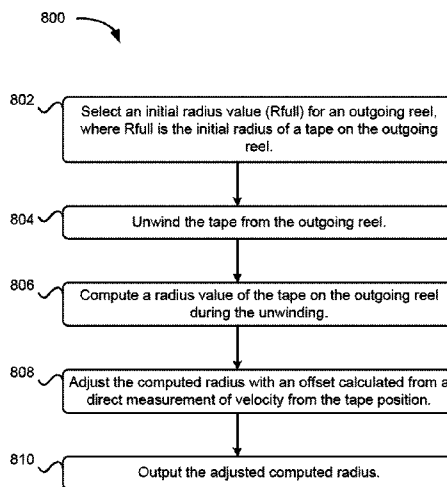 800
802
Select an initial radius value (Rfull) for an outgoing reel,
where Rfull is the initial radius of a tape on the outgoing
reel.
804
Unwind the tape from the outgoing reel.
806
Compute a radius value of the tape on the outgoing reel
during the unwinding.
808
Adjust the computed radius with an offset calculated from a
direct measurement of velocity from the tape position.
810
Output the adjusted computed radius.